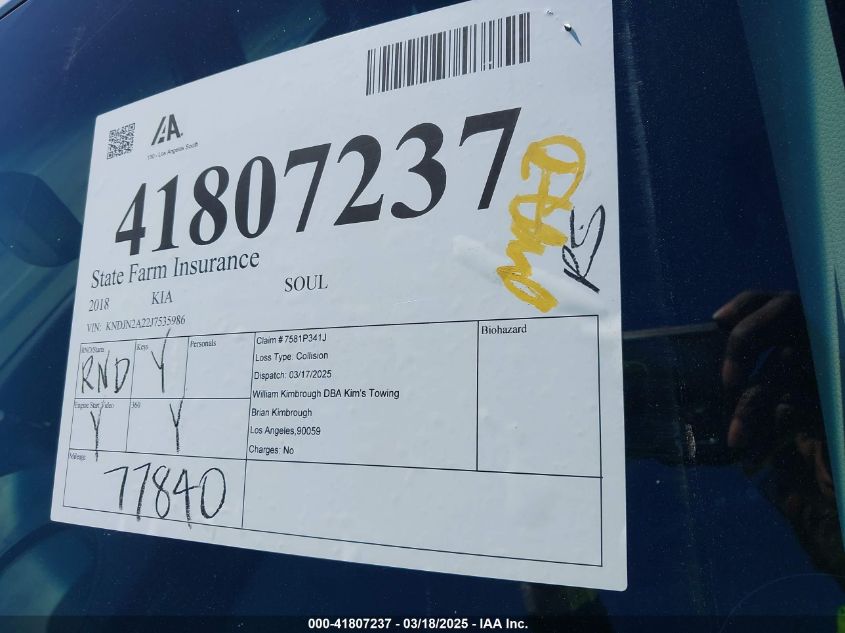 IAA.
41807237
State Farm Insurance
2018 KIA SOUL
VIN: KNDJN2A22J7535986
RND/Starts
RND
Keys
Y
Personals
Engine Start Video
Y
360
Y
Mileage
77840
Claim # 7581P341J
Loss Type: Collision
Dispatch: 03/17/2025
William Kimbrough DBA Kim's Towing
Brian Kimbrough
Los Angeles,90059
Charges: No
Biohazard
000-41807237 - 03/18/2025 - IAA Inc.